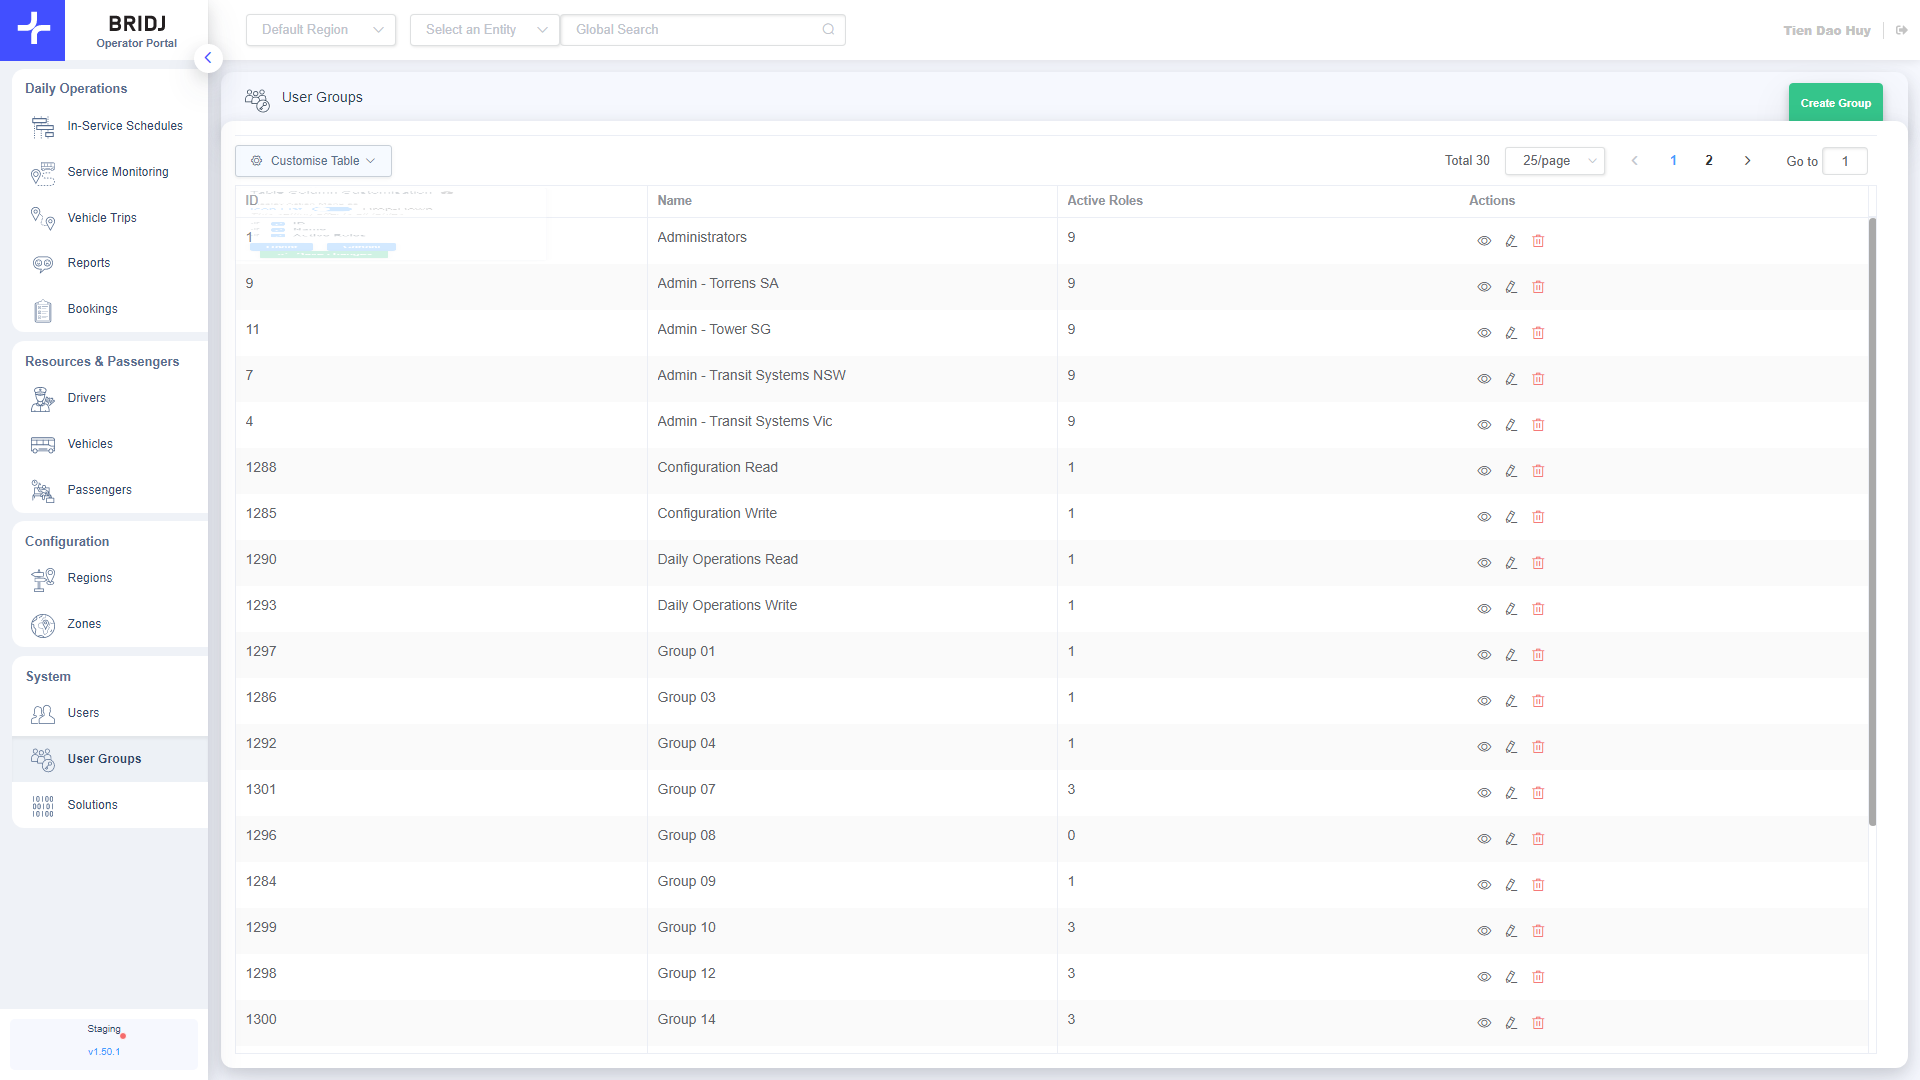 BRIDJ
Operator Portal
Default Region
Select an Entity
Global Search
Tien Dao Huy
Daily Operations
In-Service Schedules
Service Monitoring
Vehicle Trips
Reports
Bookings
Resources & Passengers
Drivers
Vehicles
Passengers
Configuration
Regions
Zones
System
Users
User Groups
Solutions
Staging
v1.50.1
User Groups
Create Group
Customise Table
Total 30
25/page
1
2
Go to
1
ID Name Active Roles Actions
1 Administrators 9
9 Admin - Torrens SA 9
11 Admin - Tower SG 9
7 Admin - Transit Systems NSW 9
4 Admin - Transit Systems Vic 9
1288 Configuration Read 1
1285 Configuration Write 1
1290 Daily Operations Read 1
1293 Daily Operations Write 1
1297 Group 01 1
1286 Group 03 1
1292 Group 04 1
1301 Group 07 3
1296 Group 08 0
1284 Group 09 1
1299 Group 10 3
1298 Group 12 3
1300 Group 14 3